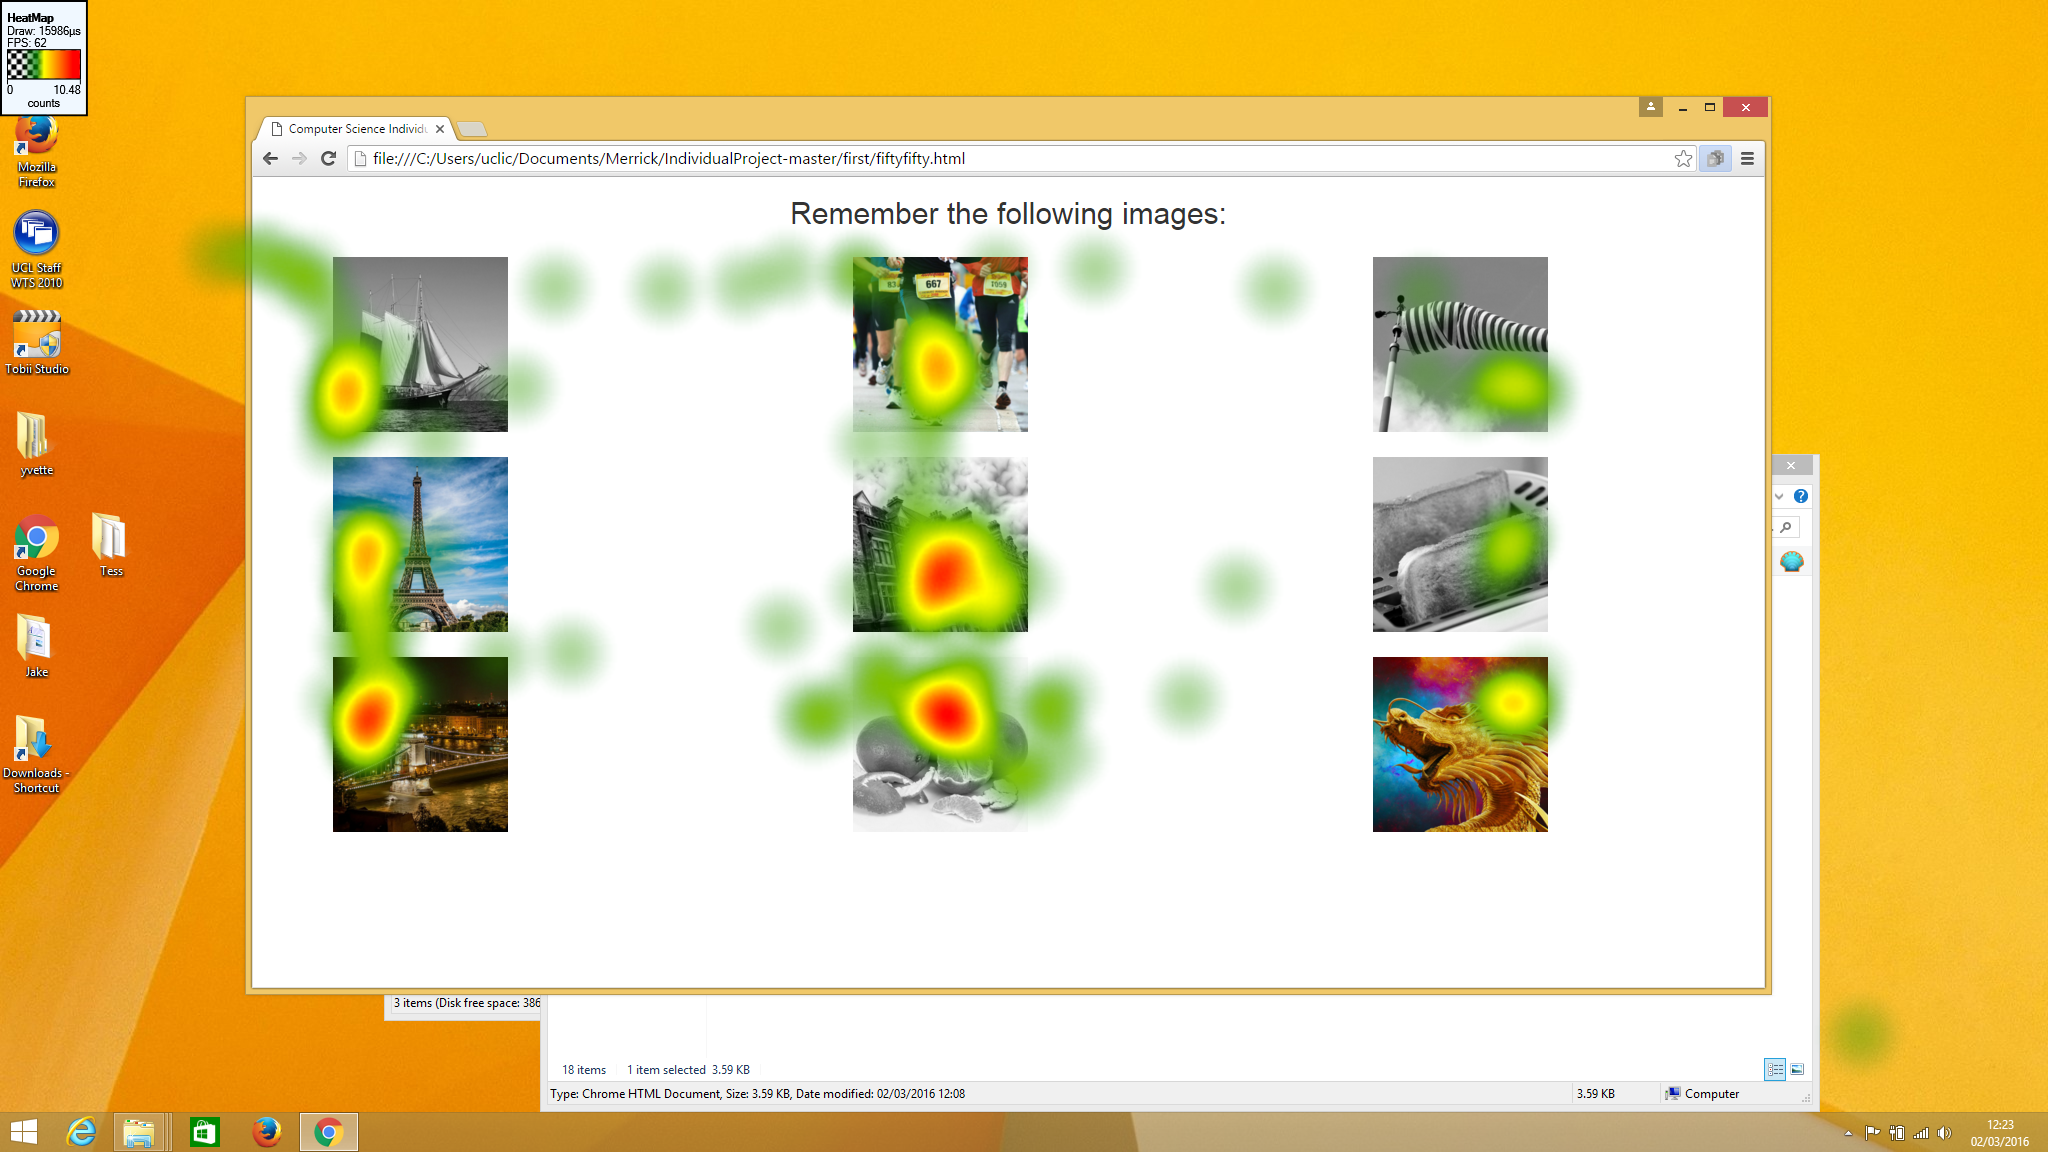 HeatMap
Draw: 15986µs
FPS: 62
0 10.48
counts
Mozilla
Firefox
UCL Staff
WTS 2010
Tobii Studio
yvette
Google
Chrome
Tess
Jake
Downloads -
Shortcut
Computer Science Individu
file:///C:/Users/uclic/Documents/Merrick/IndividualProject-master/first/fiftyfifty.html
Remember the following images:
83
667
1059
3 items (Disk free space: 386
18 items 1 item selected 3.59 KB
Type: Chrome HTML Document, Size: 3.59 KB, Date modified: 02/03/2016 12:08
3.59 KB
Computer
12:23
02/03/2016